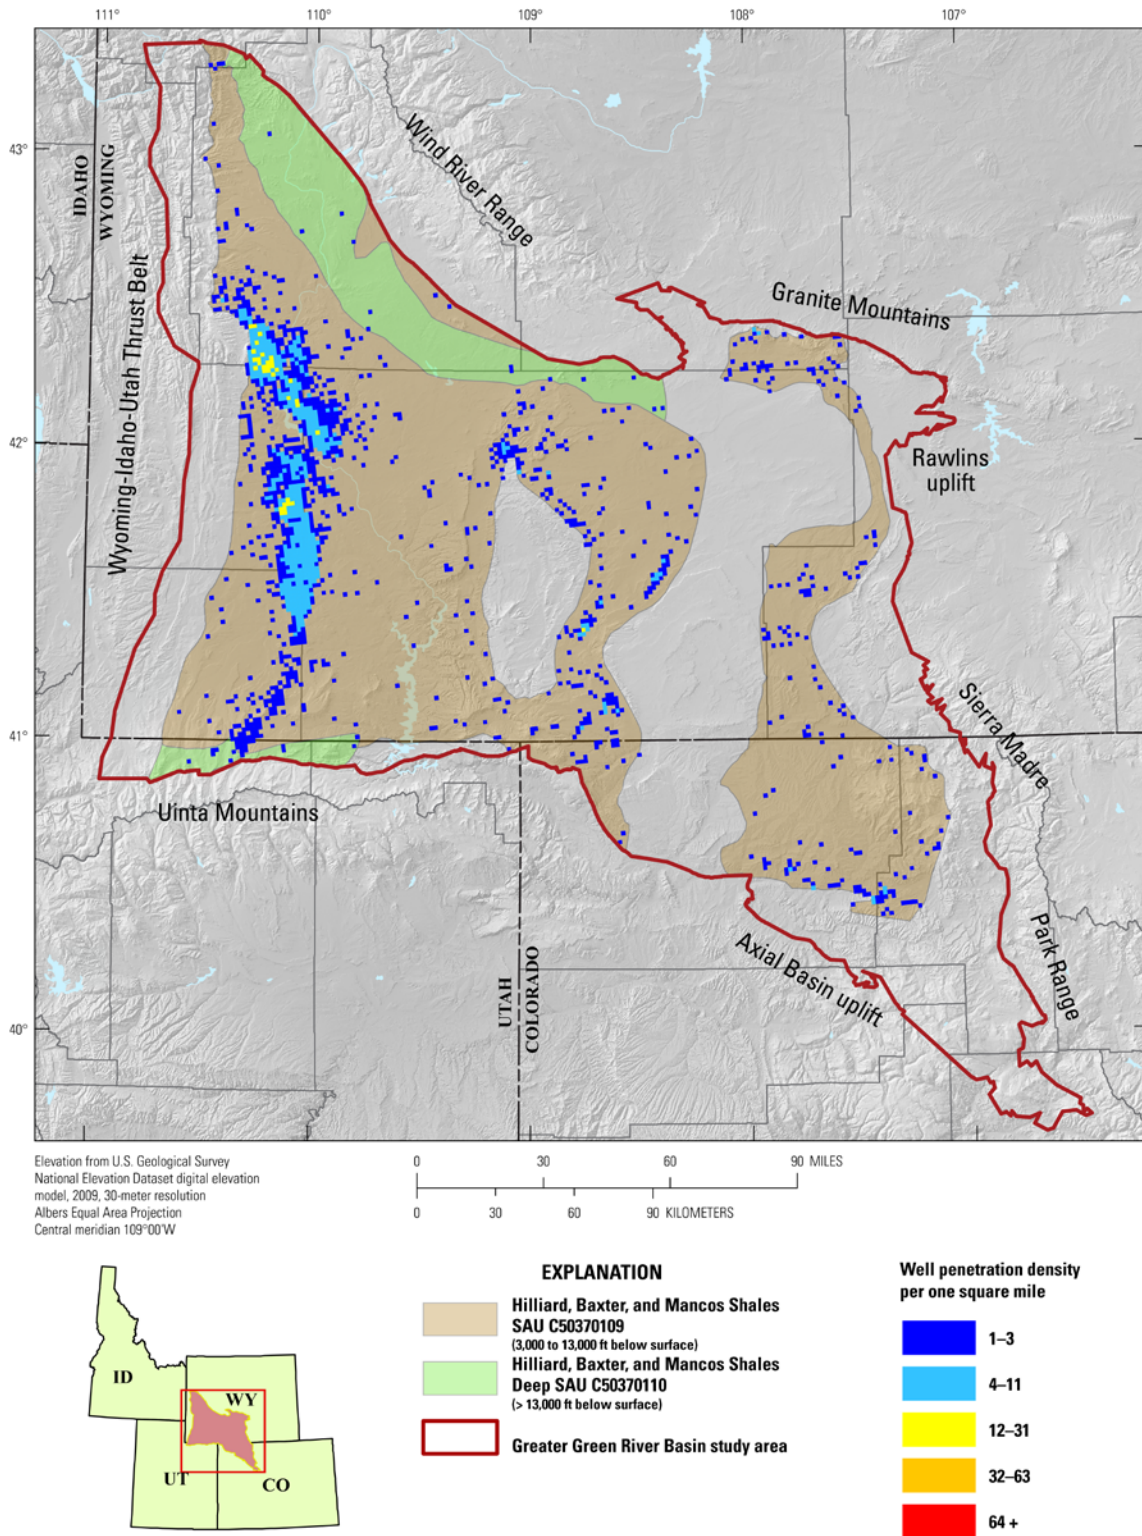 111°
110°
109°
108°
107°
43°
42°
41°
40°
IDAHO
WYOMING
Wind River Range
Granite Mountains
Wyoming-Idaho-Utah Thrust Belt
Rawlins
uplift
Sierra Madre
Uinta Mountains
UTAH
COLORADO
Axial Basin uplift
Park Range
Elevation from U.S. Geological Survey
National Elevation Dataset digital elevation
model, 2009, 30-meter resolution
Albers Equal Area Projection
Central meridian 109°00'W
0 30 60 90 MILES
0 30 60 90 KILOMETERS
ID
WY
UT
CO
EXPLANATION
Hilliard, Baxter, and Mancos Shales
SAU C50370109
(3,000 to 13,000 ft below surface)
Hilliard, Baxter, and Mancos Shales
Deep SAU C50370110
(> 13,000 ft below surface)
Greater Green River Basin study area
Well penetration density
per one square mile
1–3
4–11
12–31
32–63
64 +